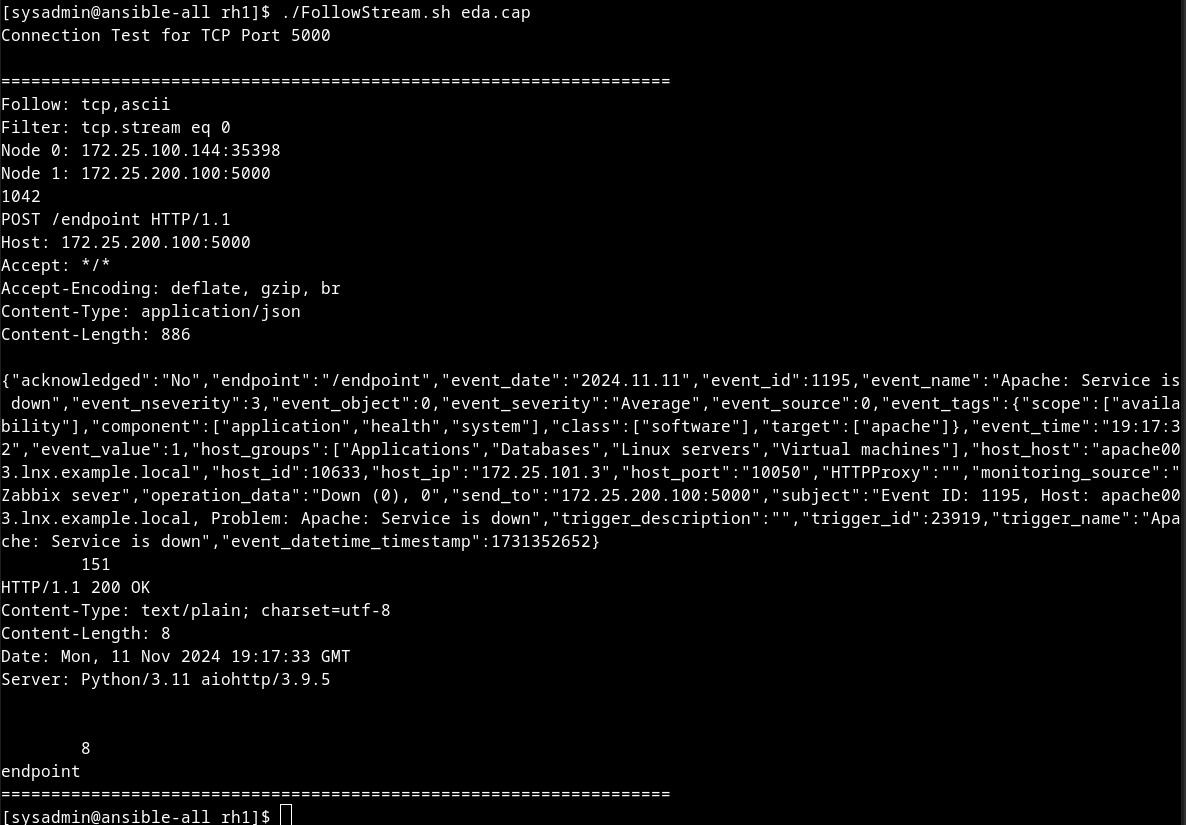 [sysadmin@ansible-all rh1]$ ./FollowStream.sh eda.cap
Connection Test for TCP Port 5000
===================================================================
Follow: tcp,ascii
Filter: tcp.stream eq 0
Node 0: 172.25.100.144:35398
Node 1: 172.25.200.100:5000
1042
POST /endpoint HTTP/1.1
Host: 172.25.200.100:5000
Accept: */*
Accept-Encoding: deflate, gzip, br
Content-Type: application/json
Content-Length: 886
{"acknowledged":"No","endpoint":"/endpoint","event_date":"2024.11.11","event_id":1195,"event_name":"Apache: Service is
 down","event_nseverity":3,"event_object":0,"event_severity":"Average","event_source":0,"event_tags":{"scope":["availa
bility"],"component":["application","health","system"],"class":["software"],"target":["apache"]},"event_time":"19:17:3
2","event_value":1,"host_groups":["Applications","Databases","Linux servers","Virtual machines"],"host_host":"apache00
3.lnx.example.local","host_id":10633,"host_ip":"172.25.101.3","host_port":"10050","HTTPProxy":"","monitoring_source":"
Zabbix sever","operation_data":"Down (0), 0","send_to":"172.25.200.100:5000","subject":"Event ID: 1195, Host: apache00
3.lnx.example.local, Problem: Apache: Service is down","trigger_description":"","trigger_id":23919,"trigger_name":"Apa
che: Service is down","event_datetime_timestamp":1731352652}
151
HTTP/1.1 200 OK
Content-Type: text/plain; charset=utf-8
Content-Length: 8
Date: Mon, 11 Nov 2024 19:17:33 GMT
Server: Python/3.11 aiohttp/3.9.5
8
endpoint
===================================================================
[sysadmin@ansible-all rh1]$